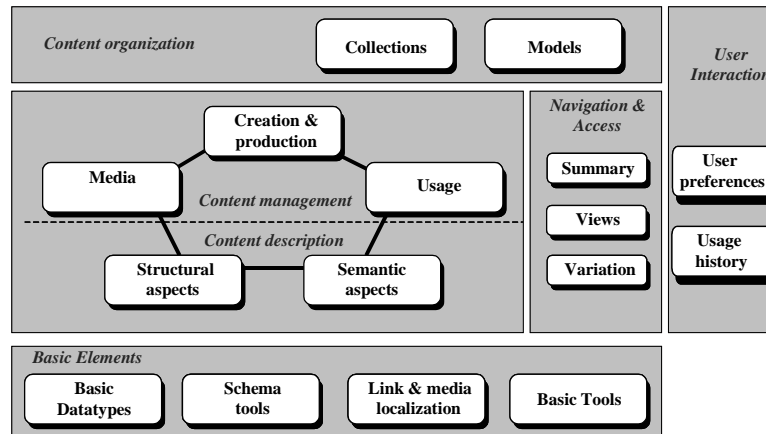 Content organization
Collections
Models
User
Interaction
Creation &
production
Media
Usage
Content management
Content description
Structural
aspects
Semantic
aspects
Navigation &
Access
Summary
Views
Variation
User
preferences
Usage
history
Basic Elements
Basic
Datatypes
Schema
tools
Link & media
localization
Basic Tools